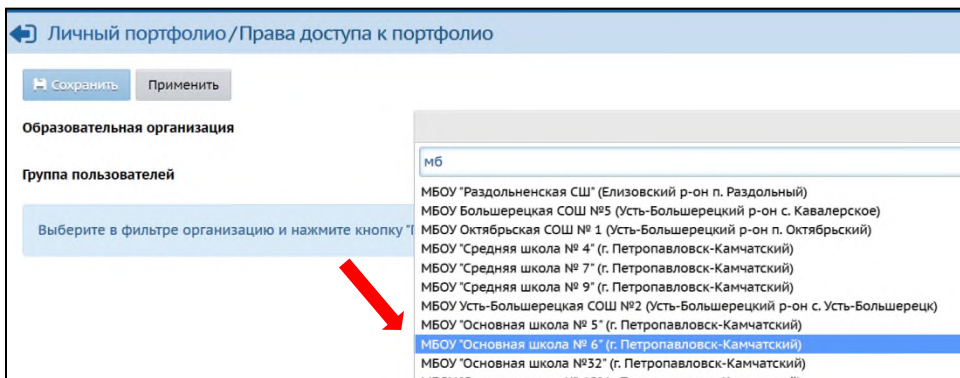 Личный портфолио/Права доступа к портфолио
Сохранить Применить
Образовательная организация
мб
Группа пользователей
МБОУ "Раздольненская СШ" (Елизовский р-он п. Раздольный)
МБОУ Большерецкая СОШ №5 (Усть-Большерецкий р-он с. Кавалерское)
Выберите в фильтре организацию и нажмите кнопку
МБОУ Октябрьская СОШ № 1 (Усть-Большерецкий р-он п. Октябрьский)
МБОУ "Средняя школа № 4" (г. Петропавловск-Камчатский)
МБОУ "Средняя школа № 7" (г. Петропавловск-Камчатский)
МБОУ "Средняя школа № 9" (г. Петропавловск-Камчатский)
МБОУ Усть-Большерецкая СОШ №2 (Усть-Большерецкий р-он с. Усть-Большерецк)
МБОУ "Основная школа № 5" (г. Петропавловск-Камчатский)
МБОУ "Основная школа № 6" (г. Петропавловск-Камчатский)
МБОУ "Основная школа №32" (г. Петропавловск-Камчатский)